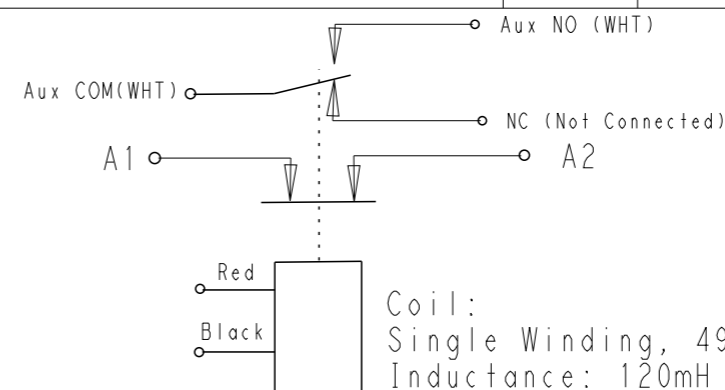 Aux NO (WHT)
Aux COM(WHT)
NC (Not Connected)
A1
A2
Red
Black
Coil:
Single Winding, 49
Inductance: 120mH